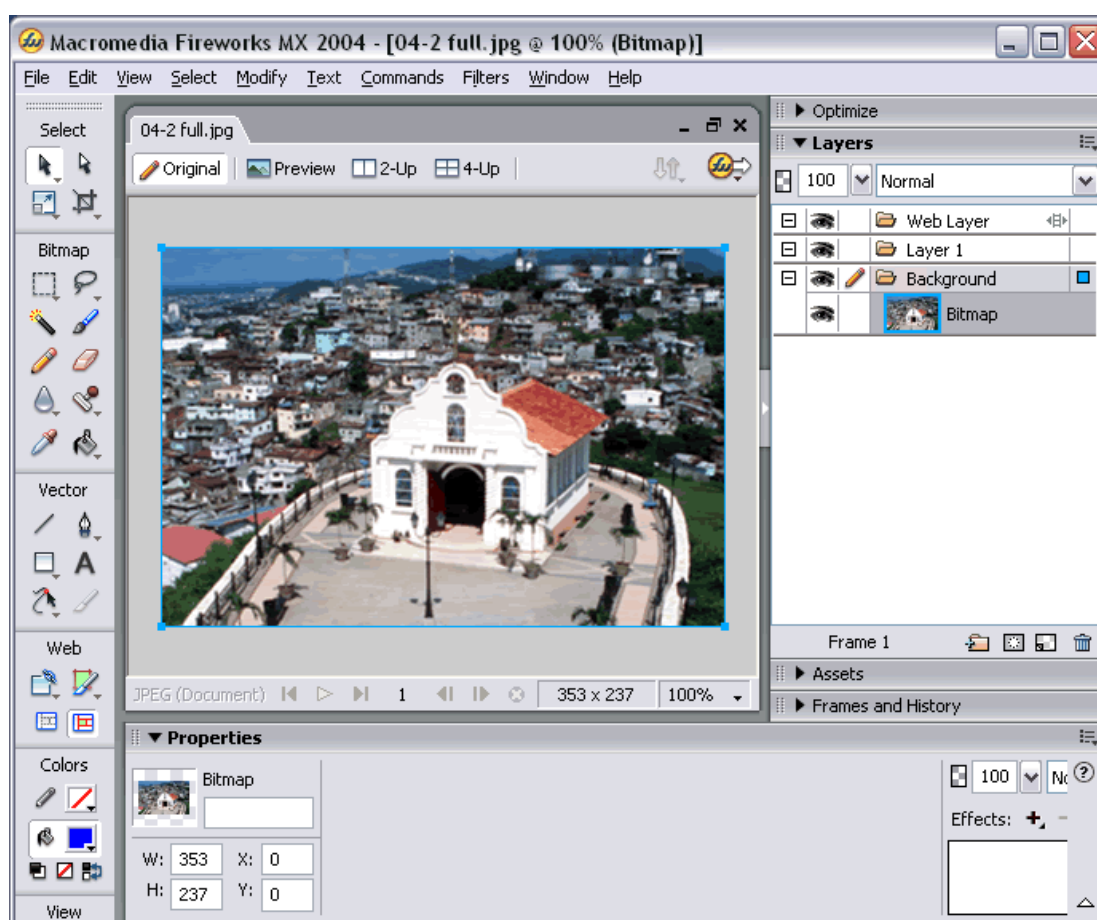 Macromedia Fireworks MX 2004 - [04-2 full.jpg @ 100% (Bitmap)]
File Edit View Select Modify Text Commands Filters Window Help
Select
Bitmap
Vector
Web
Colors
View
04-2 full.jpg
Original Preview 2-Up 4-Up
JPEG (Document) 1 353 x 237 100%
Optimize
Layers
100 Normal
Web Layer
Layer 1
Background
Bitmap
Frame 1
Assets
Frames and History
Properties
Bitmap
W: 353 X: 0
H: 237 Y: 0
100
Effects: